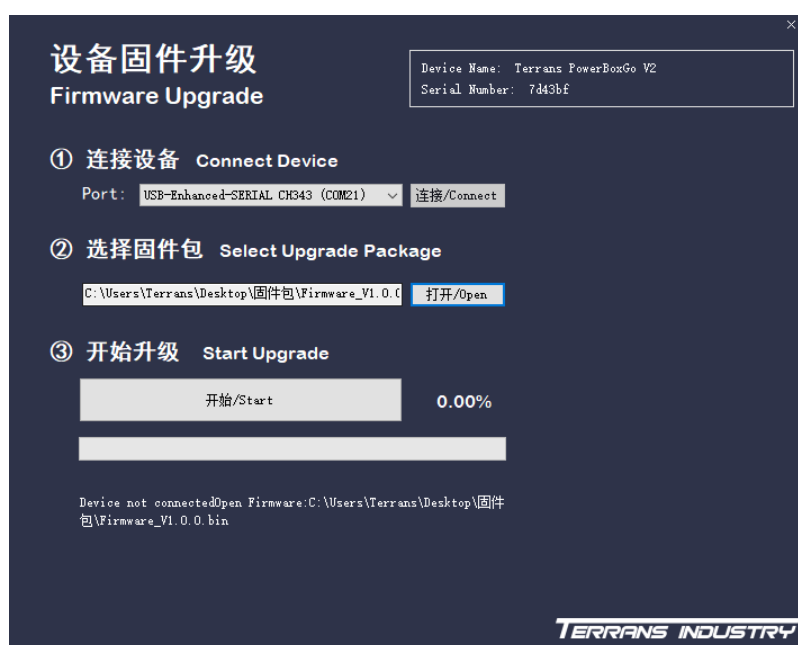 ×
设备固件升级
Firmware Upgrade
Device Name: Terrans PowerBoxGo V2
Serial Number: 7d43bf
① 连接设备 Connect Device
Port: USB-Enhanced-SERIAL CH343 (COM21) 连接/Connect
② 选择固件包 Select Upgrade Package
C:\Users\Terrans\Desktop\固件包\Firmware_V1.0.0 打开/Open
③ 开始升级 Start Upgrade
开始/Start 0.00%
Device not connectedOpen Firmware:C:\Users\Terrans\Desktop\固件
包\Firmware_V1.0.0.bin
TERRANS INDUSTRY